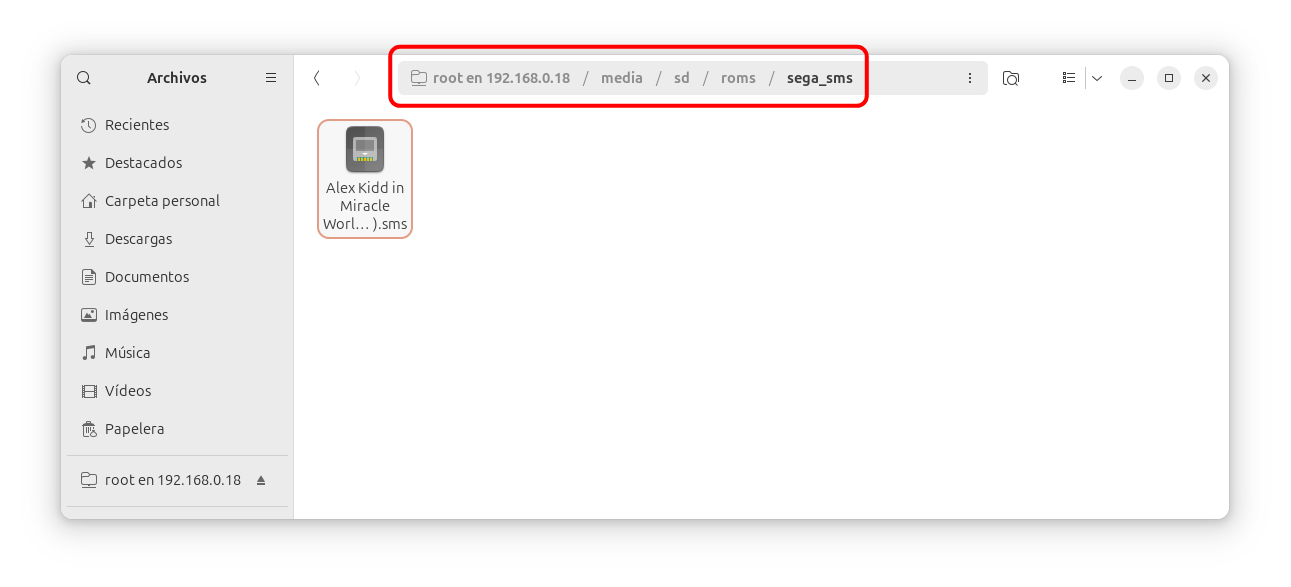 Archivos
root en 192.168.0.18 / media / sd / roms / sega_sms
Recientes
Destacados
Carpeta personal
Descargas
Documentos
Imágenes
Música
Vídeos
Papelera
root en 192.168.0.18
Alex Kidd in
Miracle
Worl… ).sms